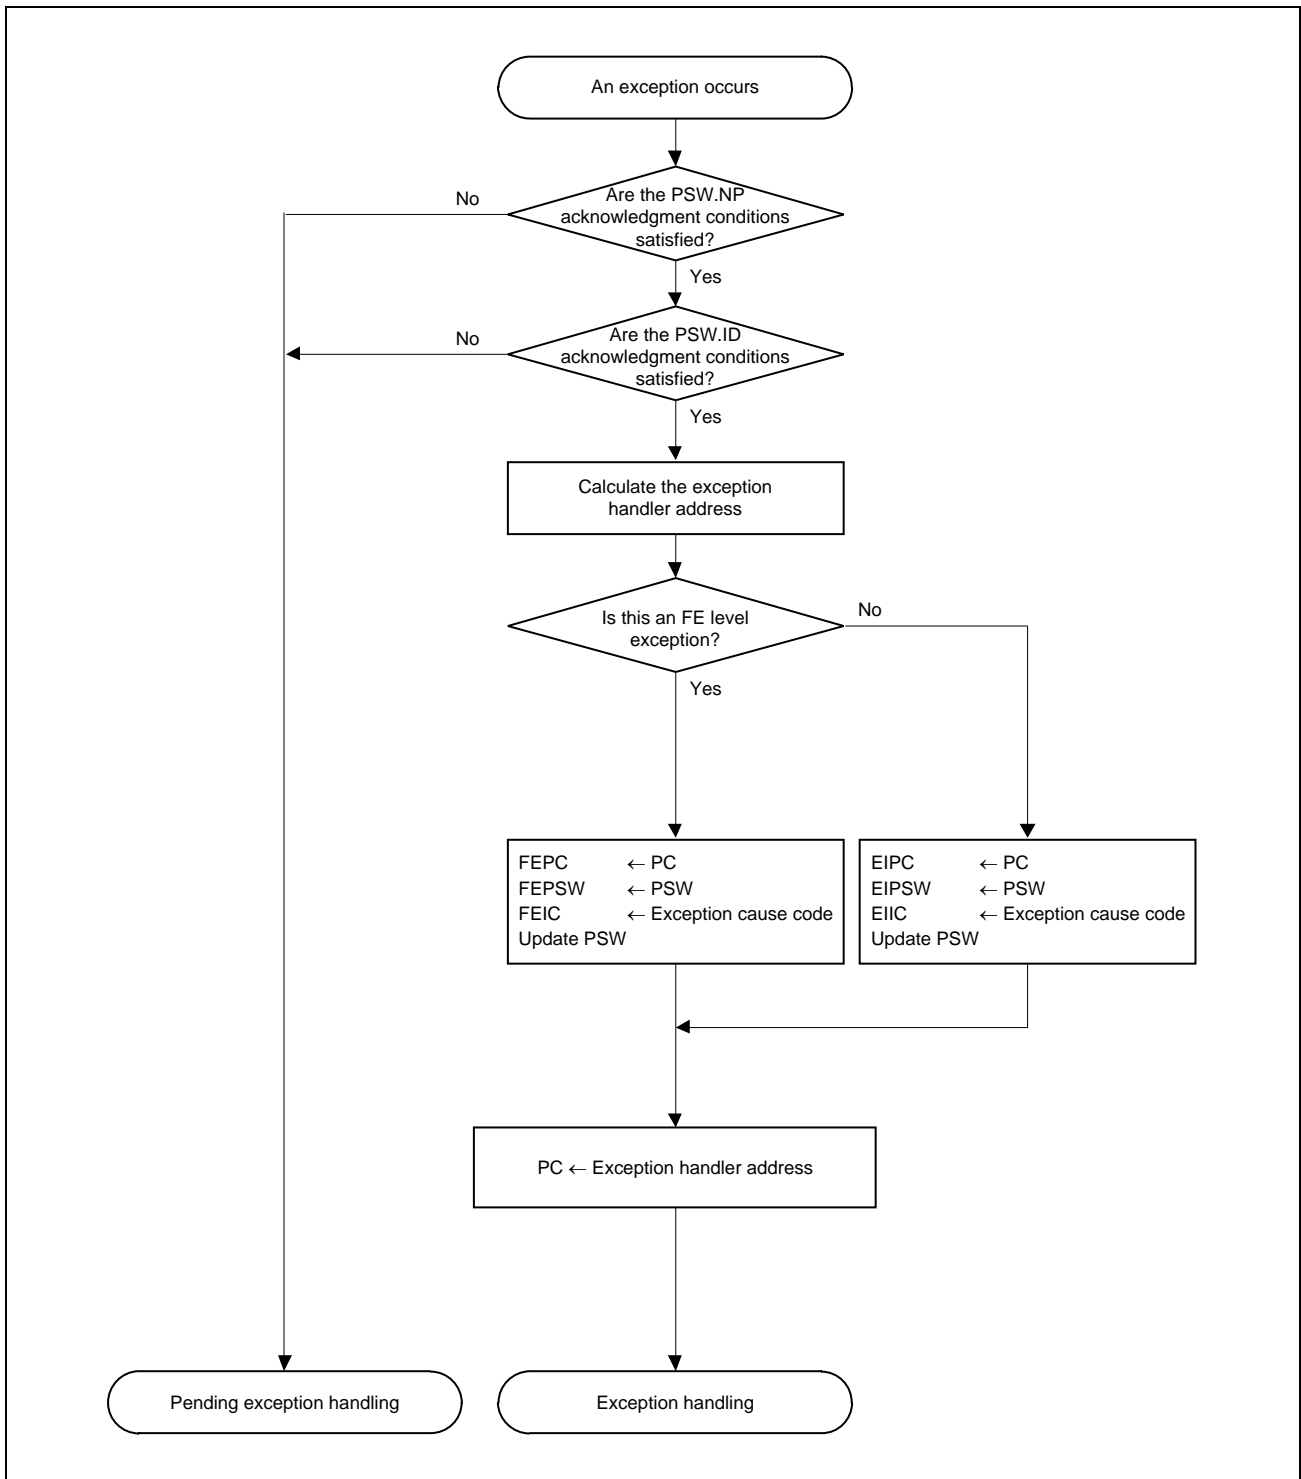 An exception occurs
No
Are the PSW.NP
acknowledgment conditions
satisfied?
Yes
No
Are the PSW.ID
acknowledgment conditions
satisfied?
Yes
Calculate the exception
handler address
Is this an FE level
exception?
No
Yes
FEPC ← PC
FEPSW ← PSW
FEIC ← Exception cause code
Update PSW
EIPC ← PC
EIPSW ← PSW
EIIC ← Exception cause code
Update PSW
PC ← Exception handler address
Pending exception handling
Exception handling